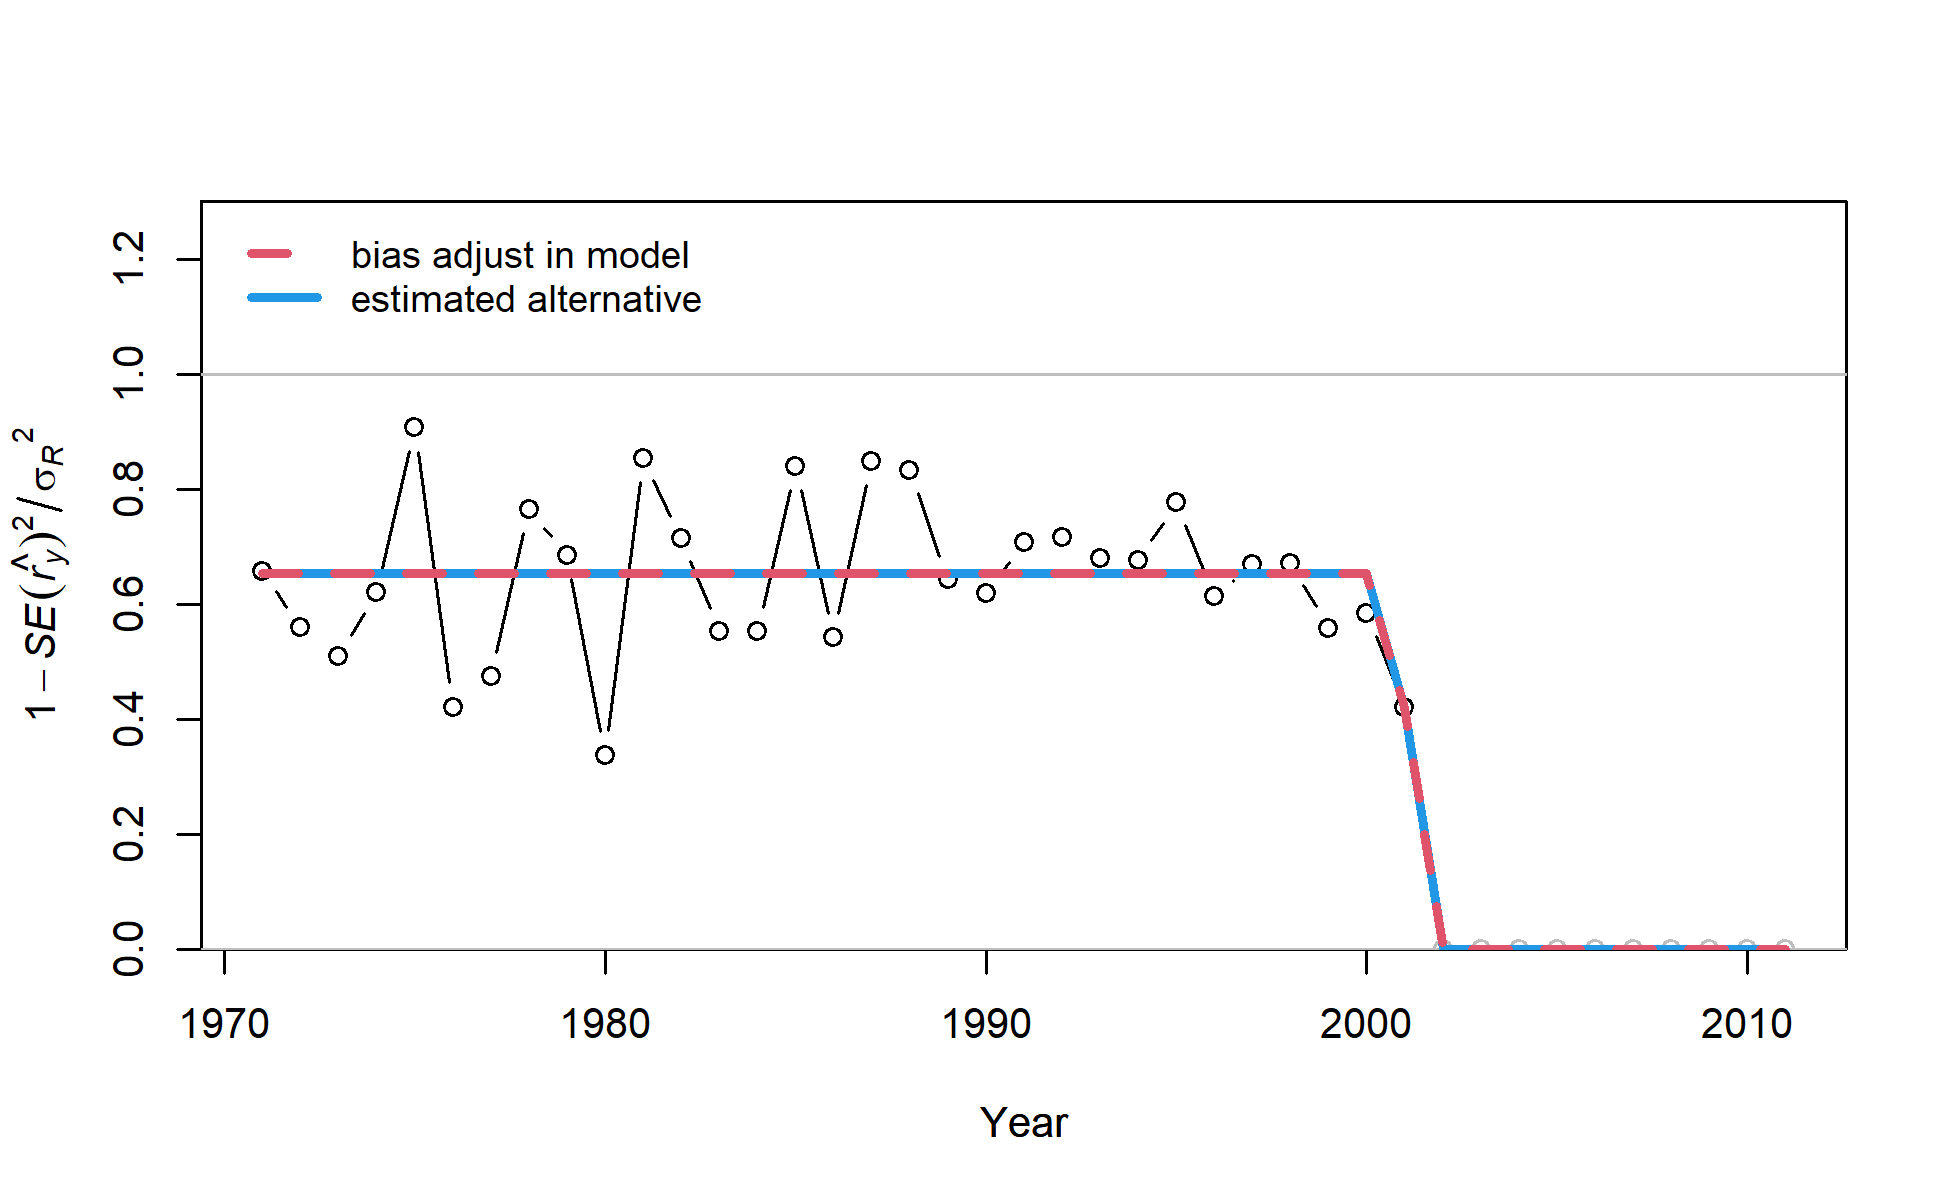 bias adjust in model
estimated alternative
1 − SE(r̂y)²/σR²
1.2
1.0
0.8
0.6
0.4
0.2
0.0
1970 1980 1990 2000 2010
Year